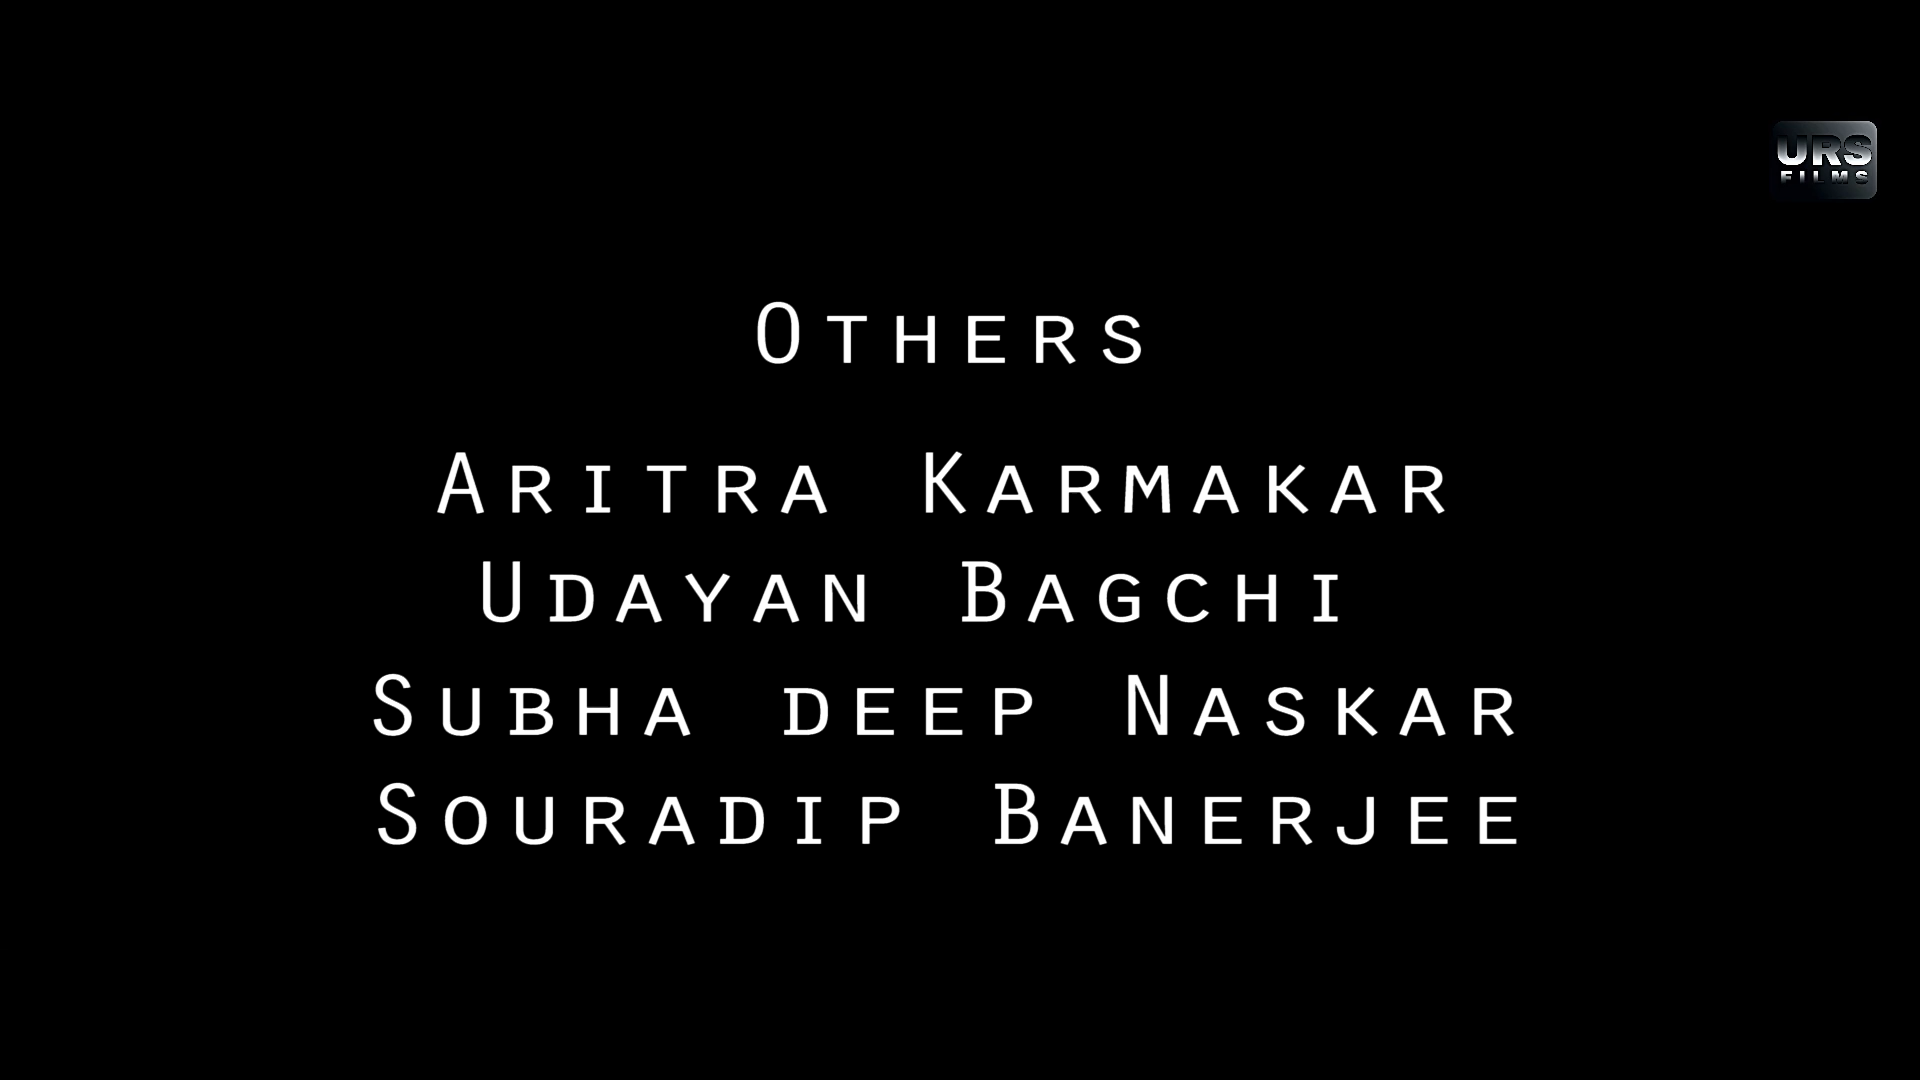 URS
FILMS
Others
Aritra Karmakar
Udayan Bagchi
Subha deep Naskar
Souradip Banerjee